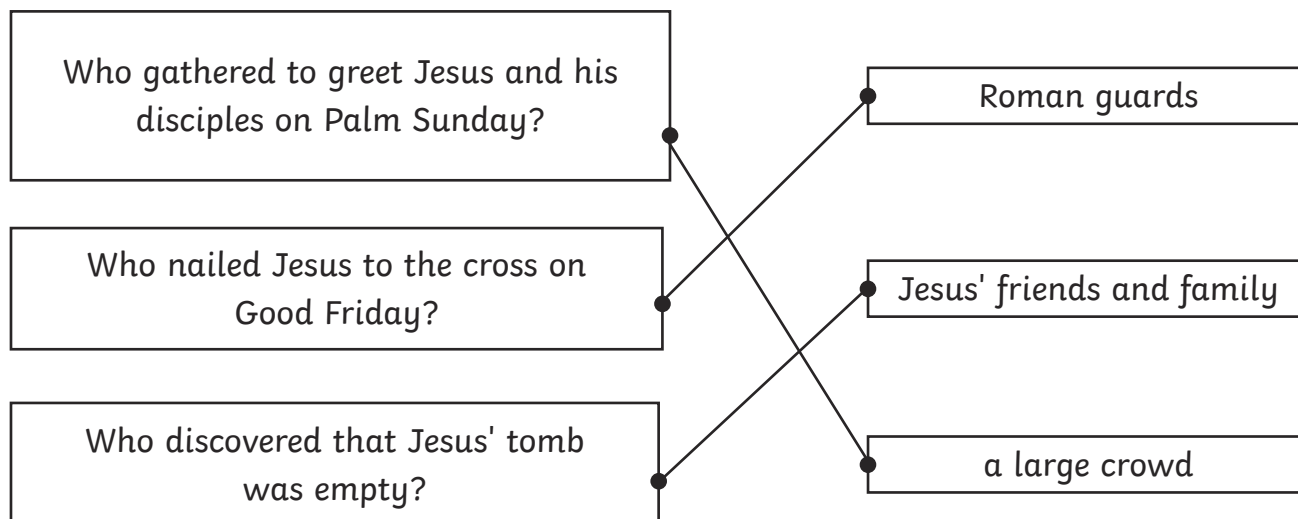 Who gathered to greet Jesus and his
disciples on Palm Sunday?
Who nailed Jesus to the cross on
Good Friday?
Who discovered that Jesus' tomb
was empty?
Roman guards
Jesus' friends and family
a large crowd